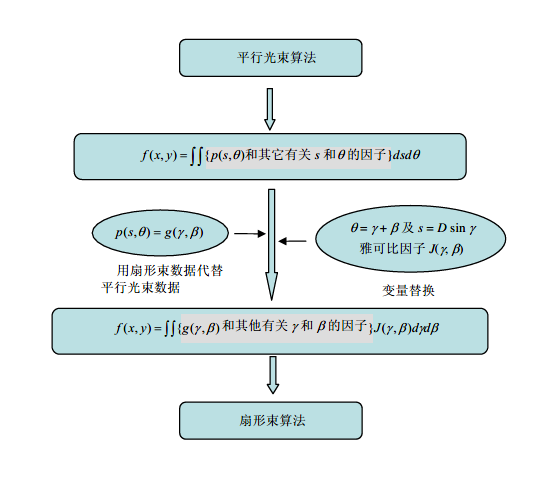 平行光束算法
f(x, y) = ∫∫{p(s,θ)和其它有关 s 和 θ 的因子}dsdθ
p(s,θ) = g(γ, β)
θ = γ + β 及 s = D sin γ
雅可比因子 J(γ, β)
用扇形束数据代替
平行光束数据
变量替换
f(x, y) = ∫∫{g(γ, β) 和其他有关 γ 和 β 的因子}J(γ, β)dγdβ
扇形束算法